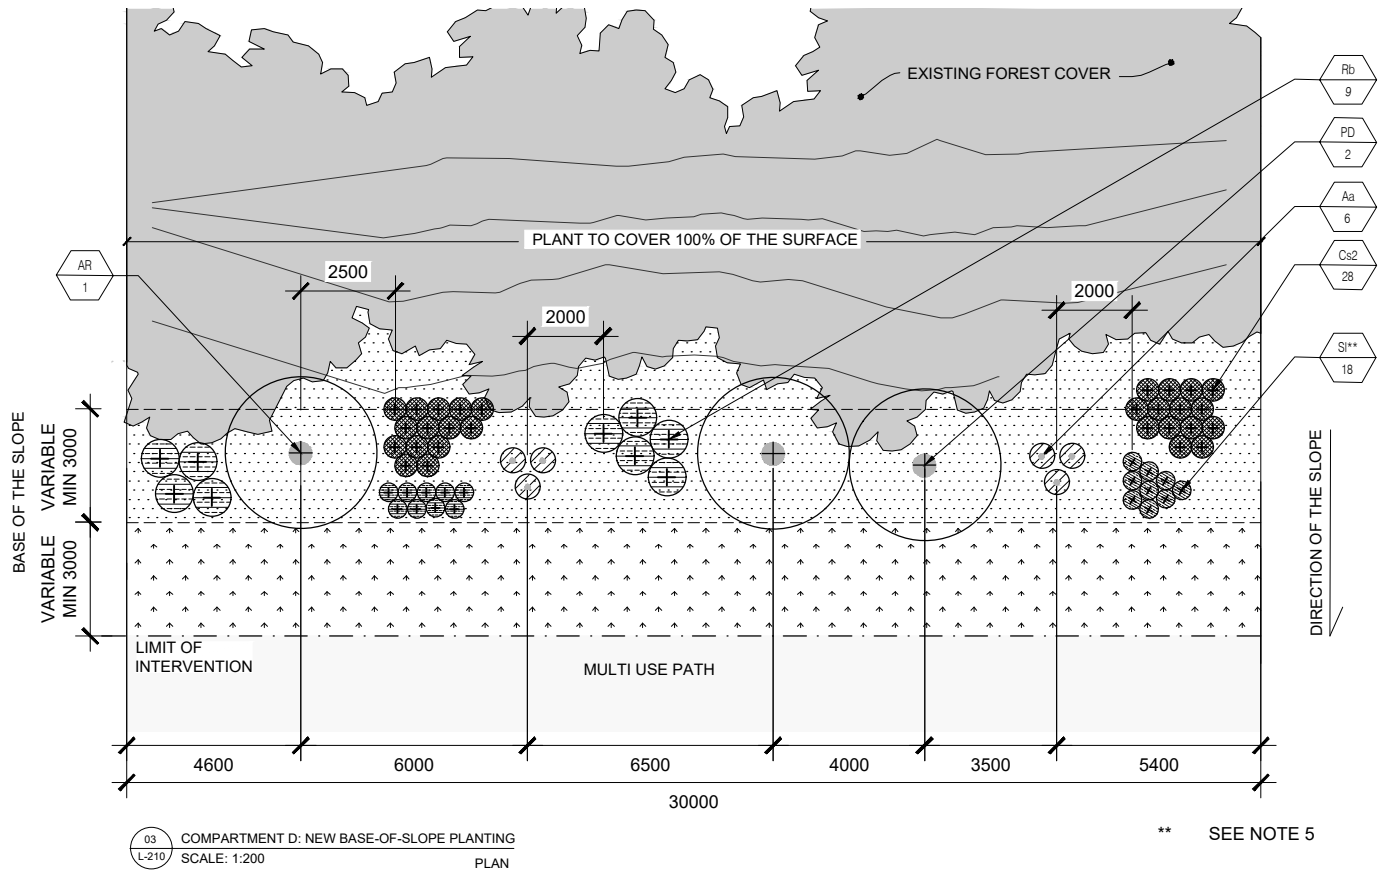 EXISTING FOREST COVER
Rb
9
PD
2
Aa
6
PLANT TO COVER 100% OF THE SURFACE
Cs2
28
AR
1
2500
2000
2000
SI**
18
BASE OF THE SLOPE
VARIABLE
MIN 3000
VARIABLE
MIN 3000
DIRECTION OF THE SLOPE
LIMIT OF
INTERVENTION
MULTI USE PATH
4600
6000
6500
4000
3500
5400
30000
03
L-210
COMPARTMENT D: NEW BASE-OF-SLOPE PLANTING
SCALE: 1:200
PLAN
** SEE NOTE 5